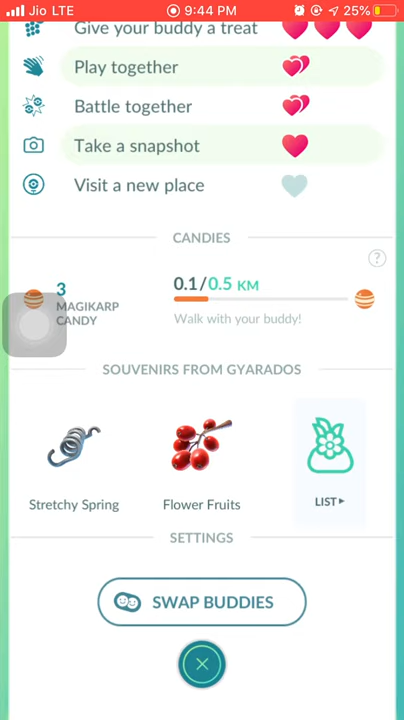 Jio LTE 9:44 PM 25%
Give your buddy a treat
Play together
Battle together
Take a snapshot
Visit a new place
CANDIES
?
3
MAGIKARP
CANDY
0.1/0.5 KM
Walk with your buddy!
SOUVENIRS FROM GYARADOS
Stretchy Spring
Flower Fruits
LIST▸
SETTINGS
SWAP BUDDIES